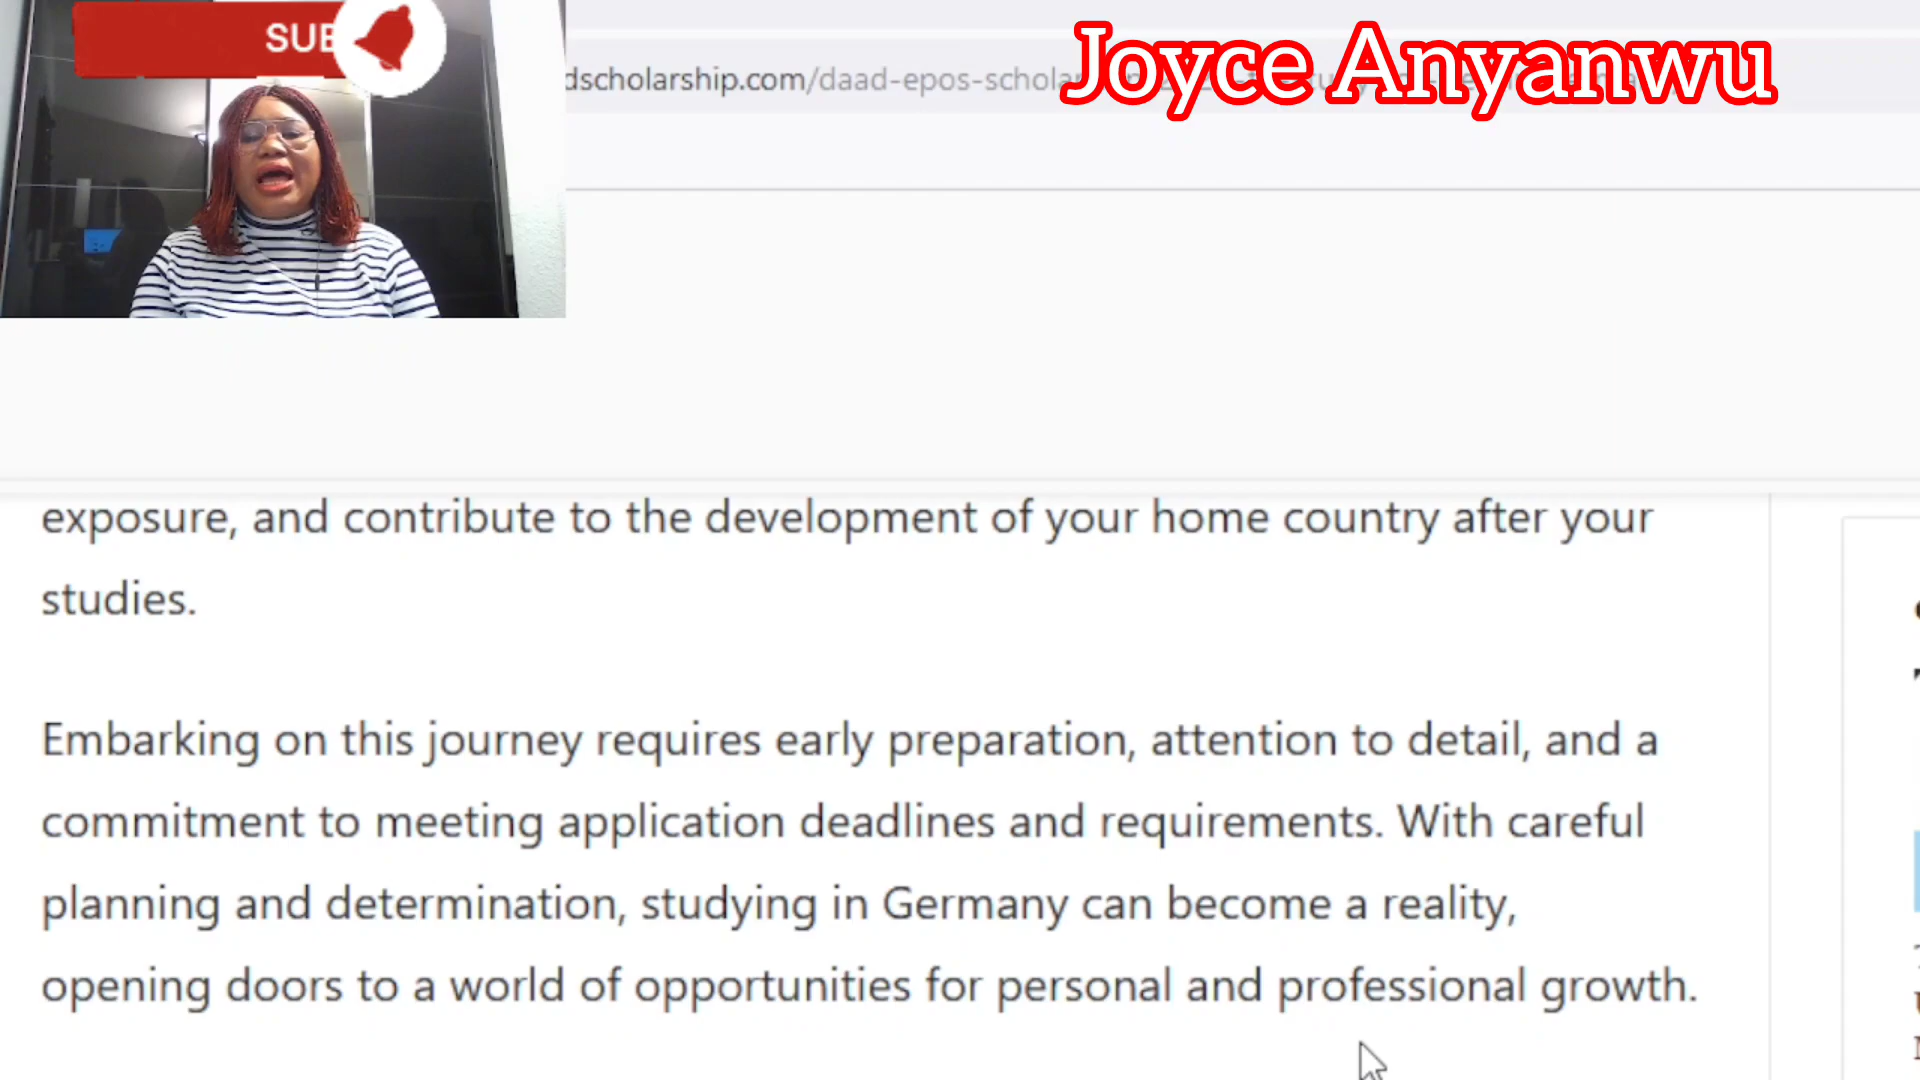 SUB
Joyce Anyanwu
dscholarship.com/daad-epos-schola
exposure, and contribute to the development of your home country after your
studies.
Embarking on this journey requires early preparation, attention to detail, and a
commitment to meeting application deadlines and requirements. With careful
planning and determination, studying in Germany can become a reality,
opening doors to a world of opportunities for personal and professional growth.